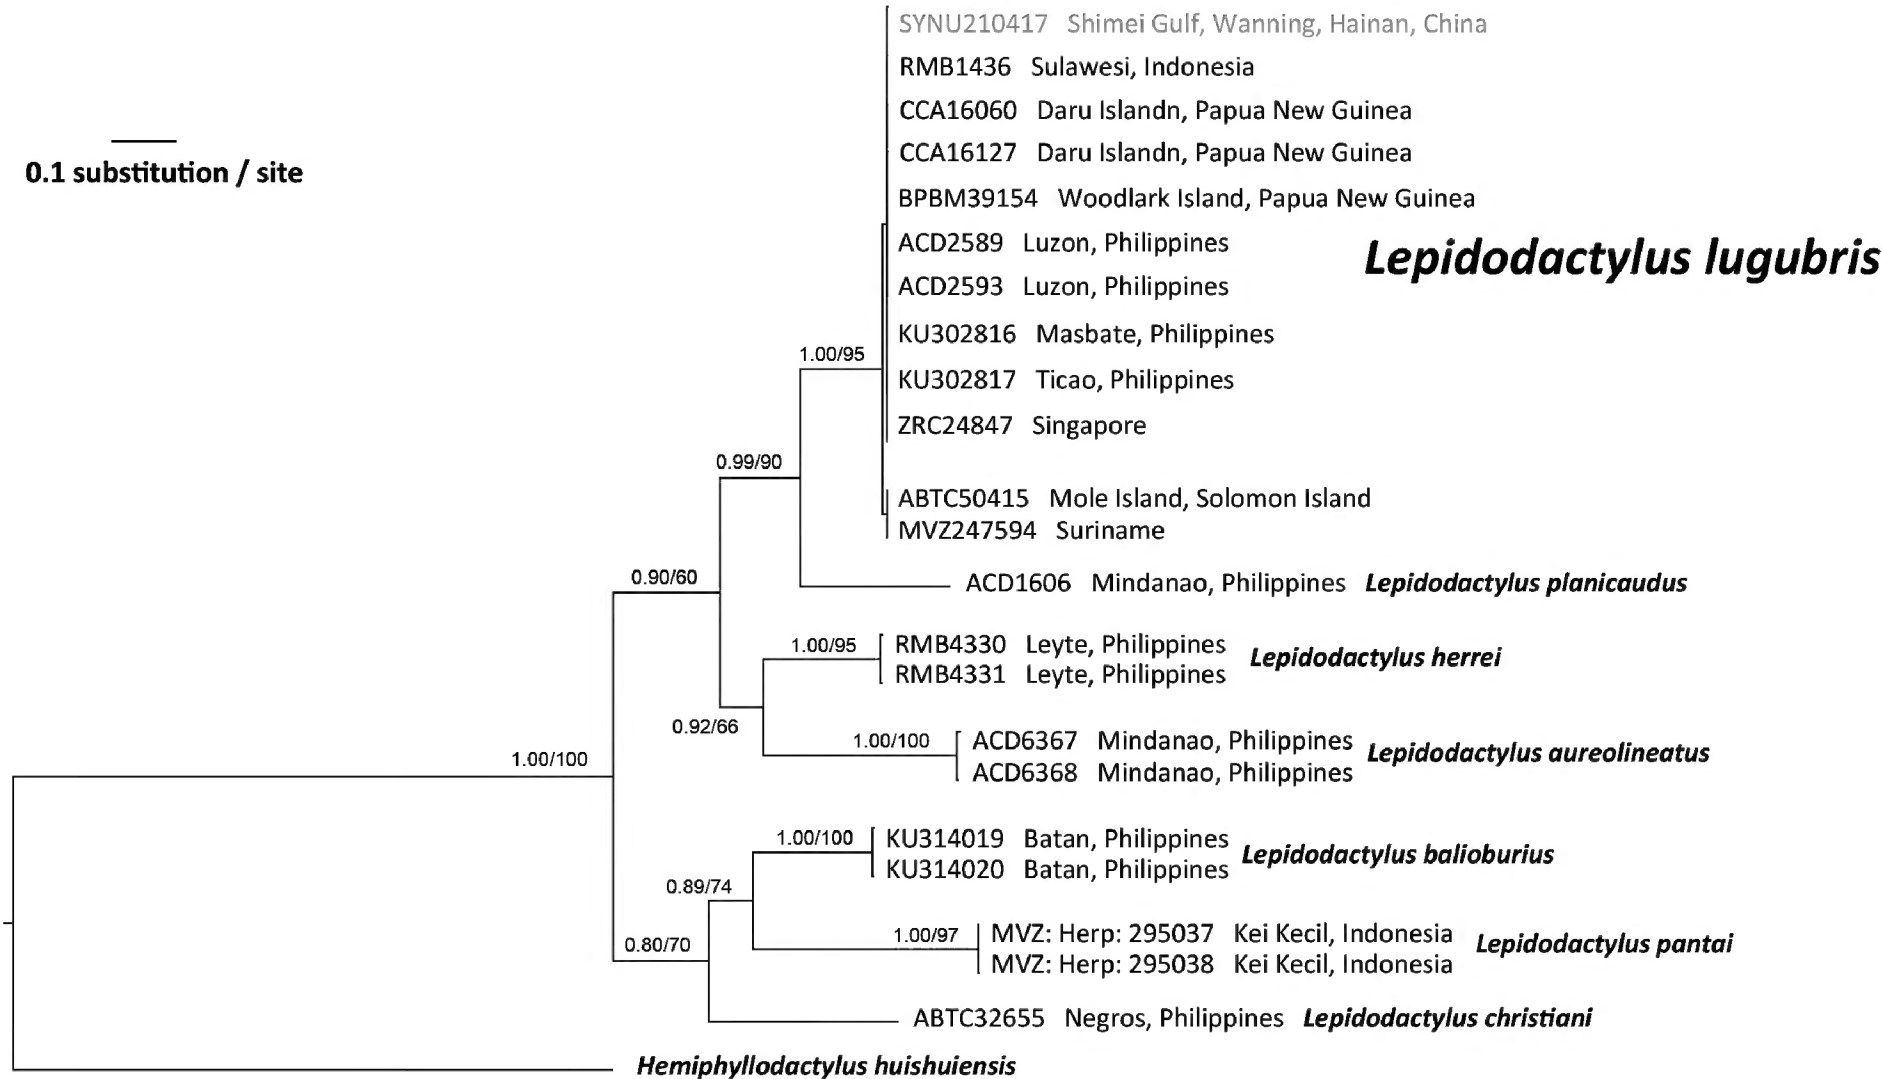 SYNU210417 Shimei Gulf, Wanning, Hainan, China
RMB1436 Sulawesi, Indonesia
CCA16060 Daru Islandn, Papua New Guinea
0.1 substitution / site
CCA16127 Daru Islandn, Papua New Guinea
BPBM39154 Woodlark Island, Papua New Guinea
ACD2589 Luzon, Philippines
Lepidodactylus lugubris
ACD2593 Luzon, Philippines
KU302816 Masbate, Philippines
1.00/95
KU302817 Ticao, Philippines
ZRC24847 Singapore
0.99/90
ABTC50415 Mole Island, Solomon Island
MVZ247594 Suriname
0.90/60
ACD1606 Mindanao, Philippines Lepidodactylus planicaudus
1.00/95
RMB4330 Leyte, Philippines
Lepidodactylus herrei
RMB4331 Leyte, Philippines
0.92/66
1.00/100
ACD6367 Mindanao, Philippines
Lepidodactylus aureolineatus
ACD6368 Mindanao, Philippines
1.00/100
1.00/100
KU314019 Batan, Philippines
Lepidodactylus balioburius
KU314020 Batan, Philippines
0.89/74
1.00/97
MVZ: Herp: 295037 Kei Kecil, Indonesia
Lepidodactylus pantai
0.80/70
MVZ: Herp: 295038 Kei Kecil, Indonesia
ABTC32655 Negros, Philippines Lepidodactylus christiani
Hemiphyllodactylus huishuiensis